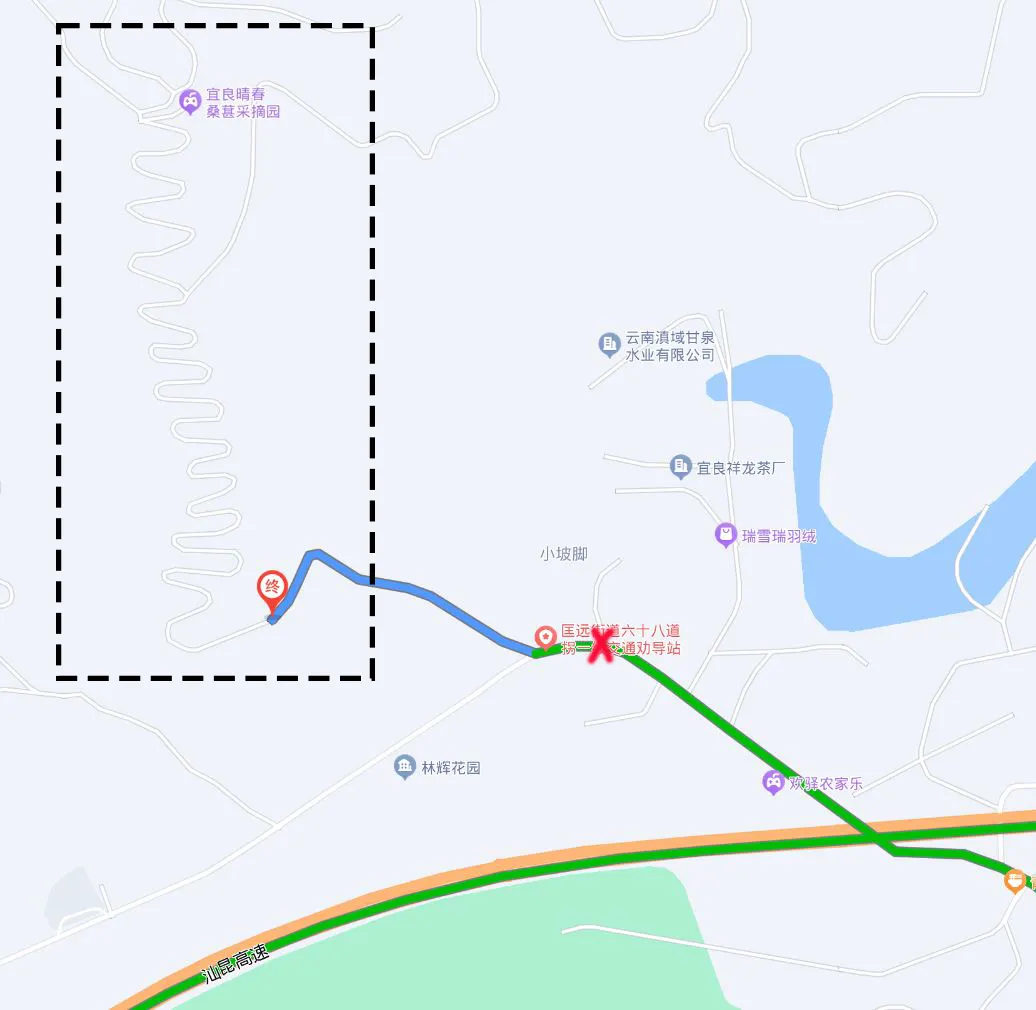 宜良晴春
桑葚采摘园
云南滇域甘泉
水业有限公司
宜良祥龙茶厂
瑞雪瑞羽绒
小坡脚
终
匡远街道六十八道
拐一 交通劝导站
林辉花园
欢驿农家乐
汕昆高速